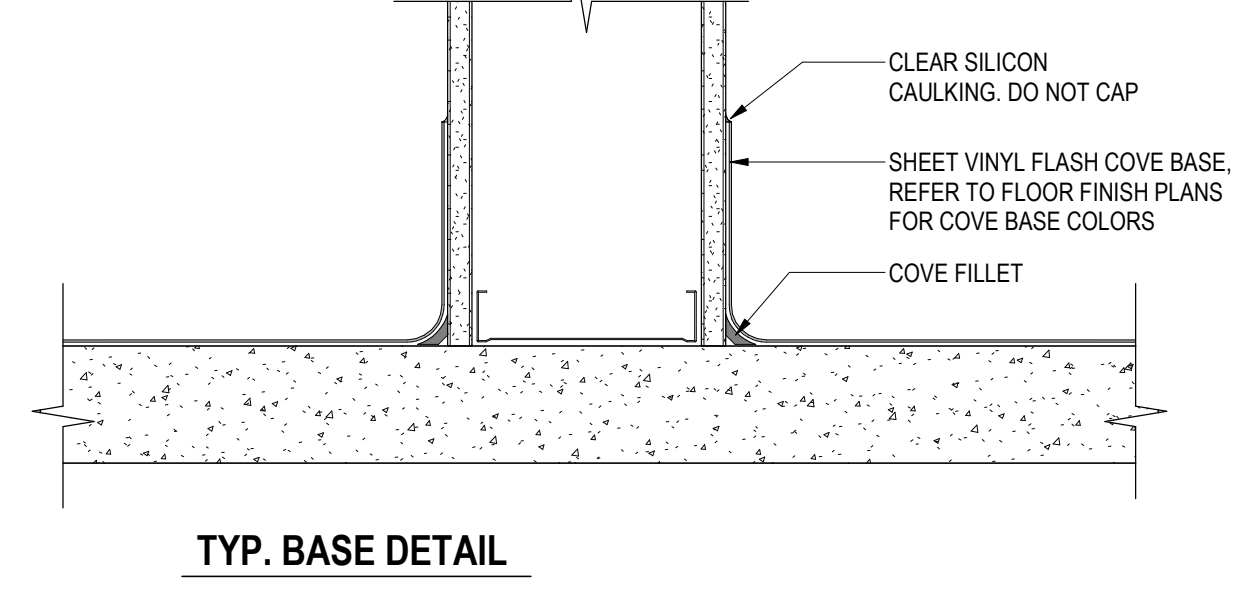 CLEAR SILICON
CAULKING. DO NOT CAP
SHEET VINYL FLASH COVE BASE,
REFER TO FLOOR FINISH PLANS
FOR COVE BASE COLORS
COVE FILLET
TYP. BASE DETAIL